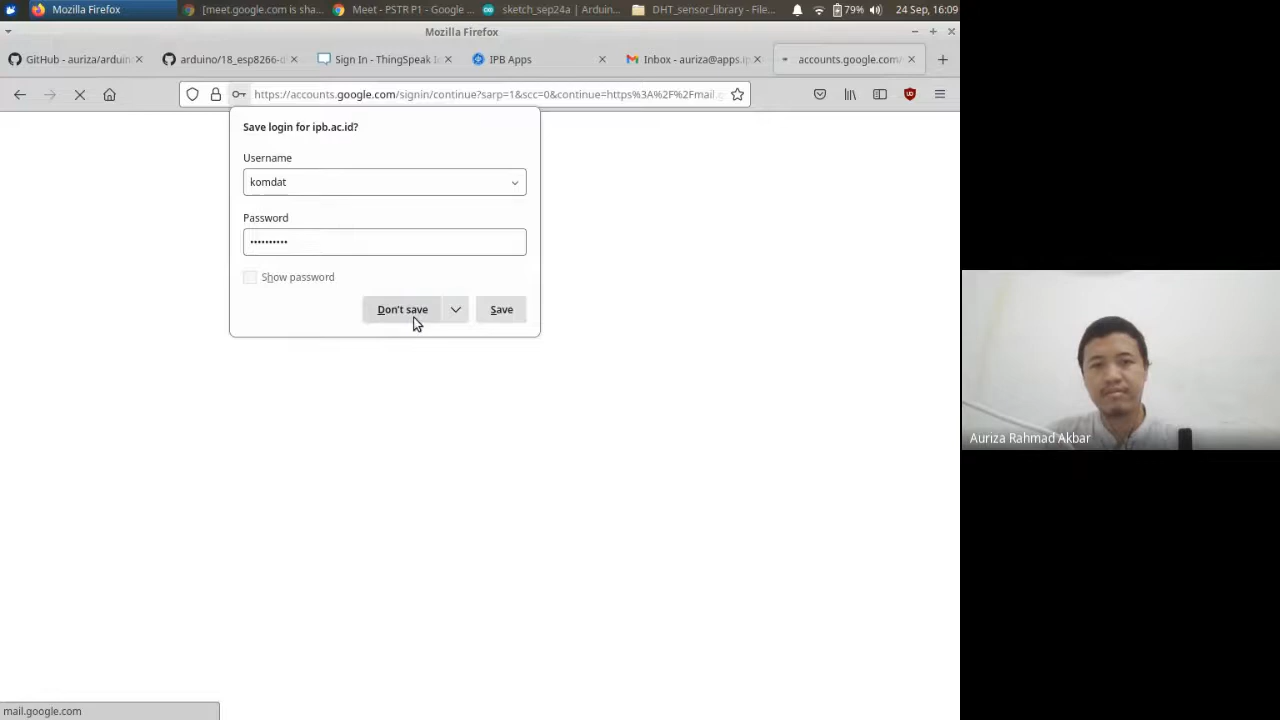 Mozilla Firefox
[meet.google.com is sha...
Meet - PSTR P1 - Google ...
sketch_sep24a | Arduin...
DHT_sensor_library - File...
79%
24 Sep, 16:09
Mozilla Firefox
GitHub - auriza/arduin
arduino/18_esp8266-d
Sign In - ThingSpeak Io
IPB Apps
Inbox - auriza@apps.ip
accounts.google.com/
https://accounts.google.com/signin/continue?sarp=1&scc=0&continue=https%3A%2F%2Fmail.g
Save login for ipb.ac.id?
Username
komdat
Password
••••••••••
Show password
Don't save
Save
Auriza Rahmad Akbar
mail.google.com